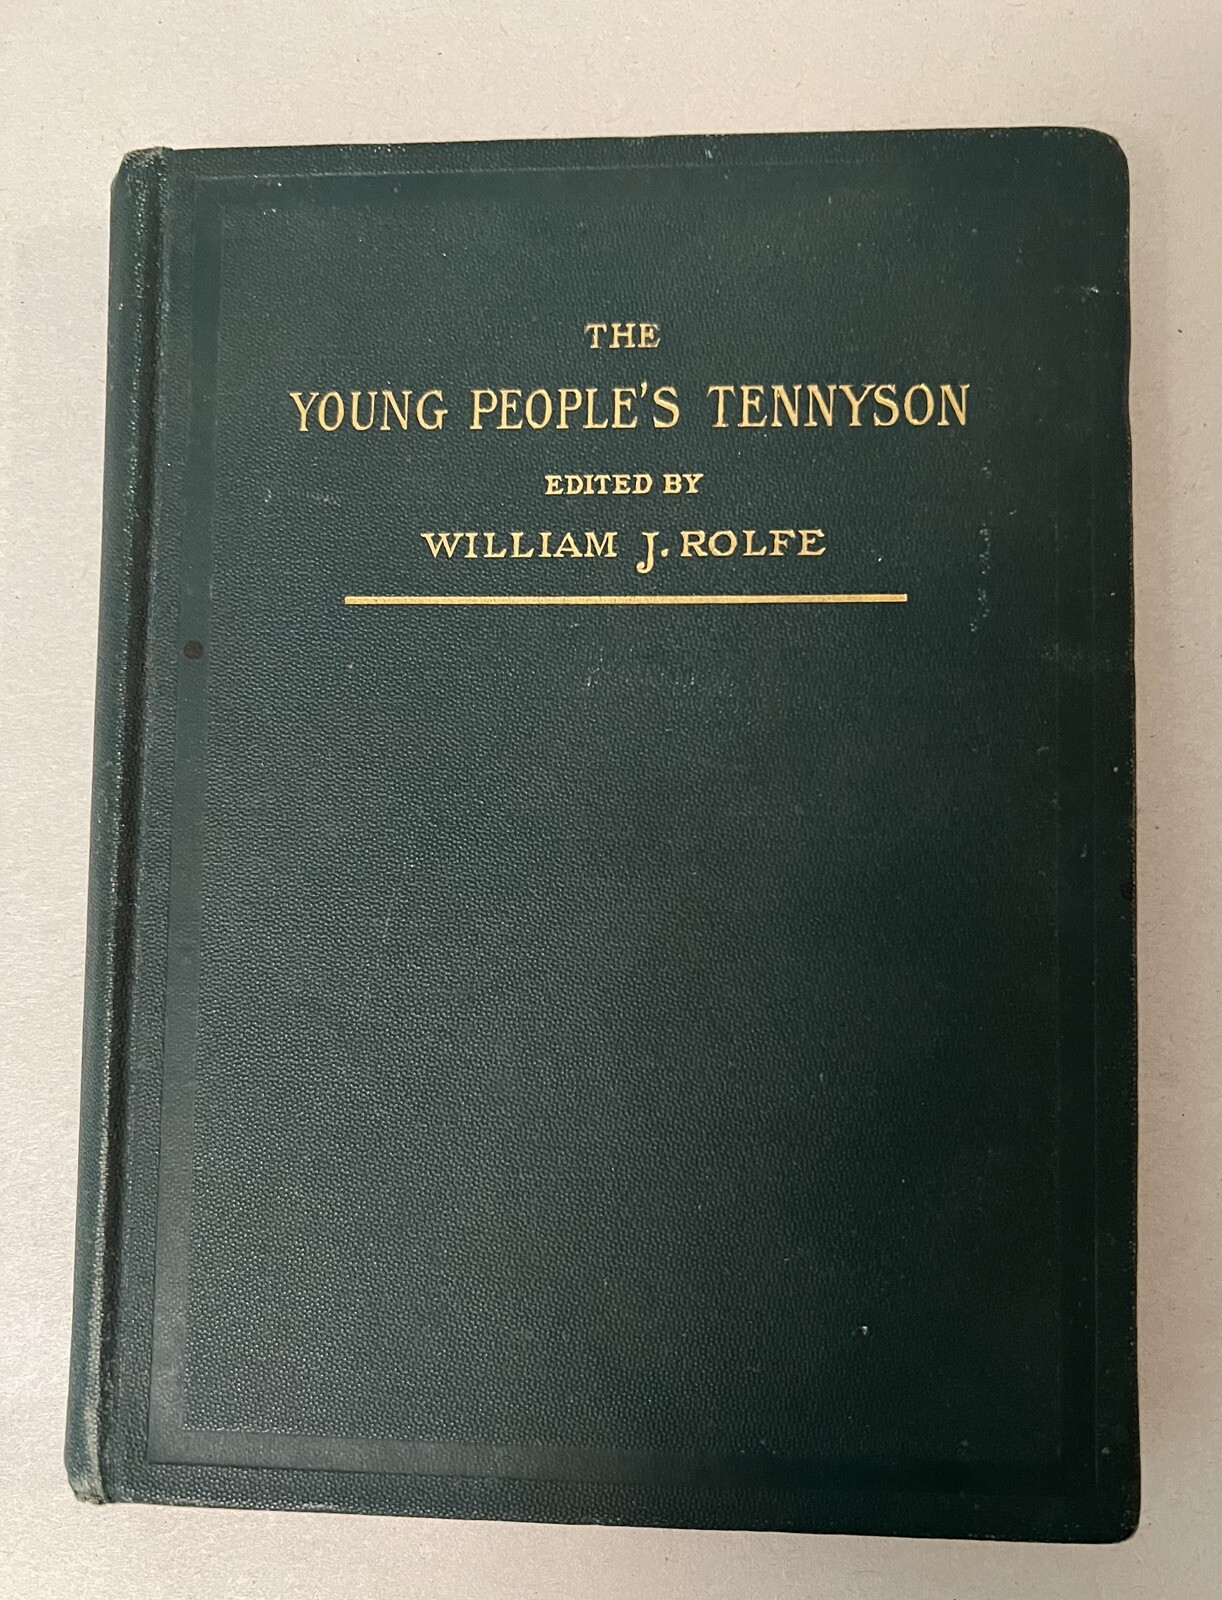 THE
YOUNG PEOPLE'S TENNYSON
EDITED BY
WILLIAM J. ROLFE